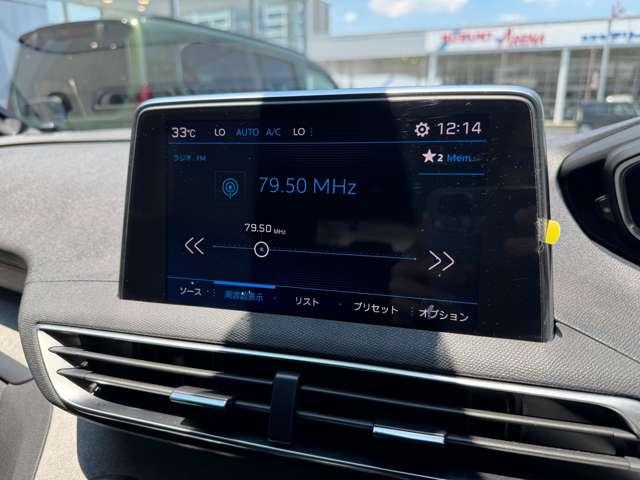 SUZUKI Arena
33℃ LO AUTO A/C LO 12:14
ラジオ: FM ★2 Mem.
79.50 MHz
79.50 MHz
ソース 周波数表示 リスト プリセット オプション